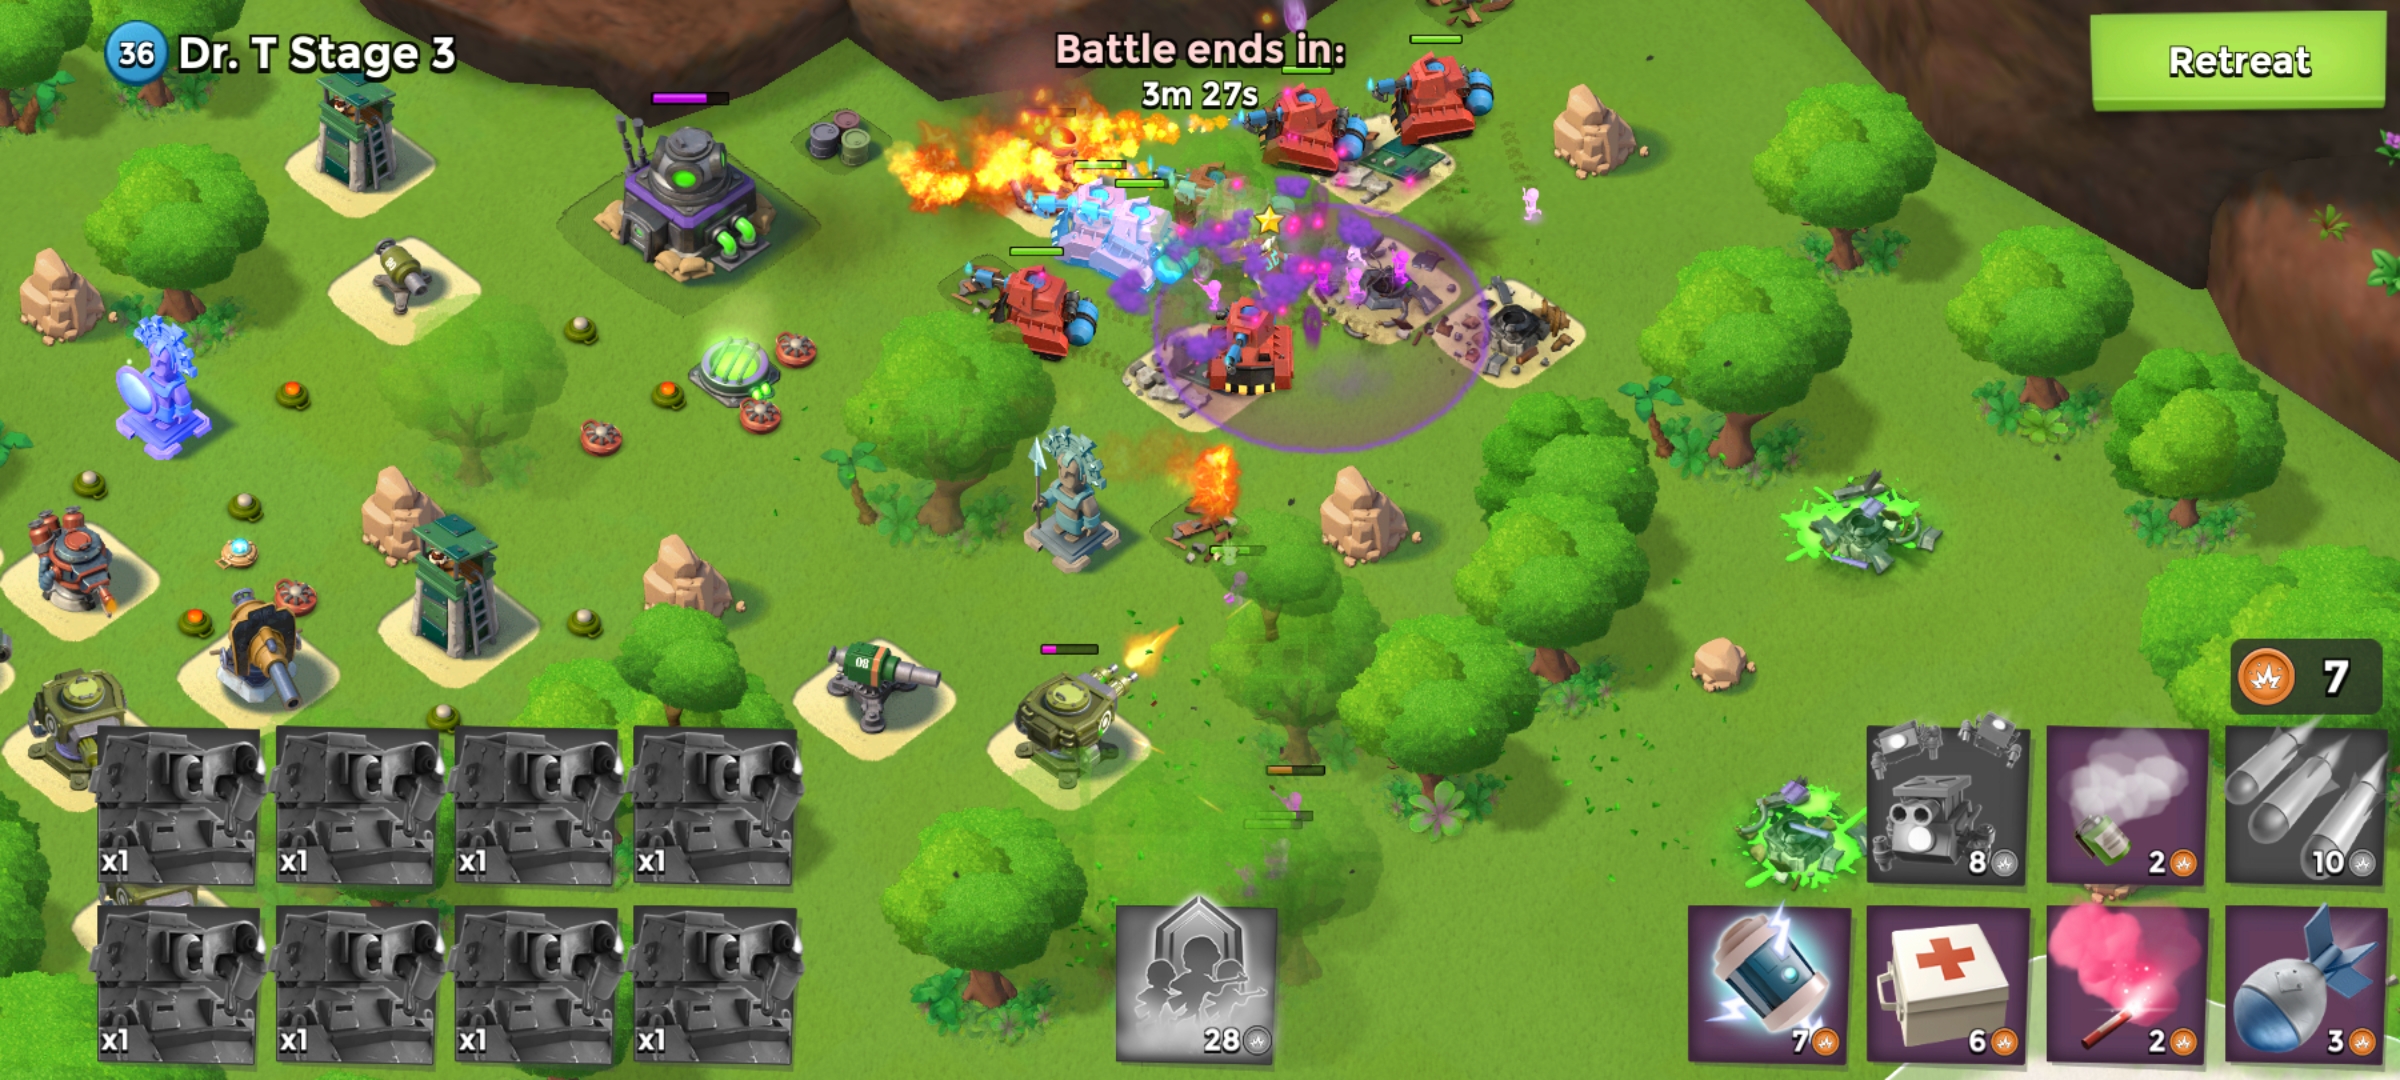 36 Dr. T Stage 3
Battle ends in:
3m 27s
Retreat
08
7
x1 x1 x1 x1
8 2 10
x1 x1 x1 x1
28
7 6 2 3